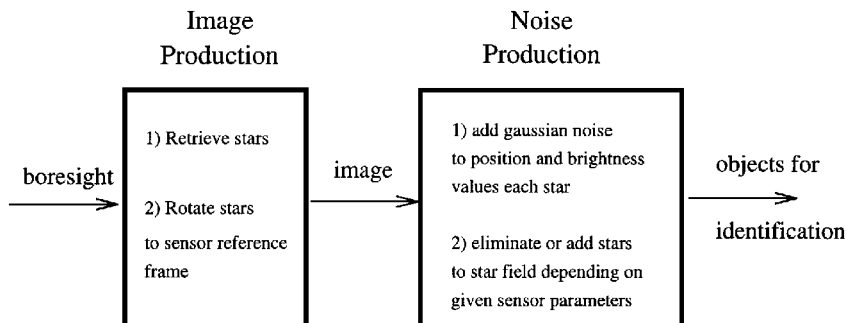 Image
Production
Noise
Production
boresight
1) Retrieve stars
2) Rotate stars
to sensor reference
frame
image
1) add gaussian noise
to position and brightness
values each star
2) eliminate or add stars
to star field depending on
given sensor parameters
objects for
identification